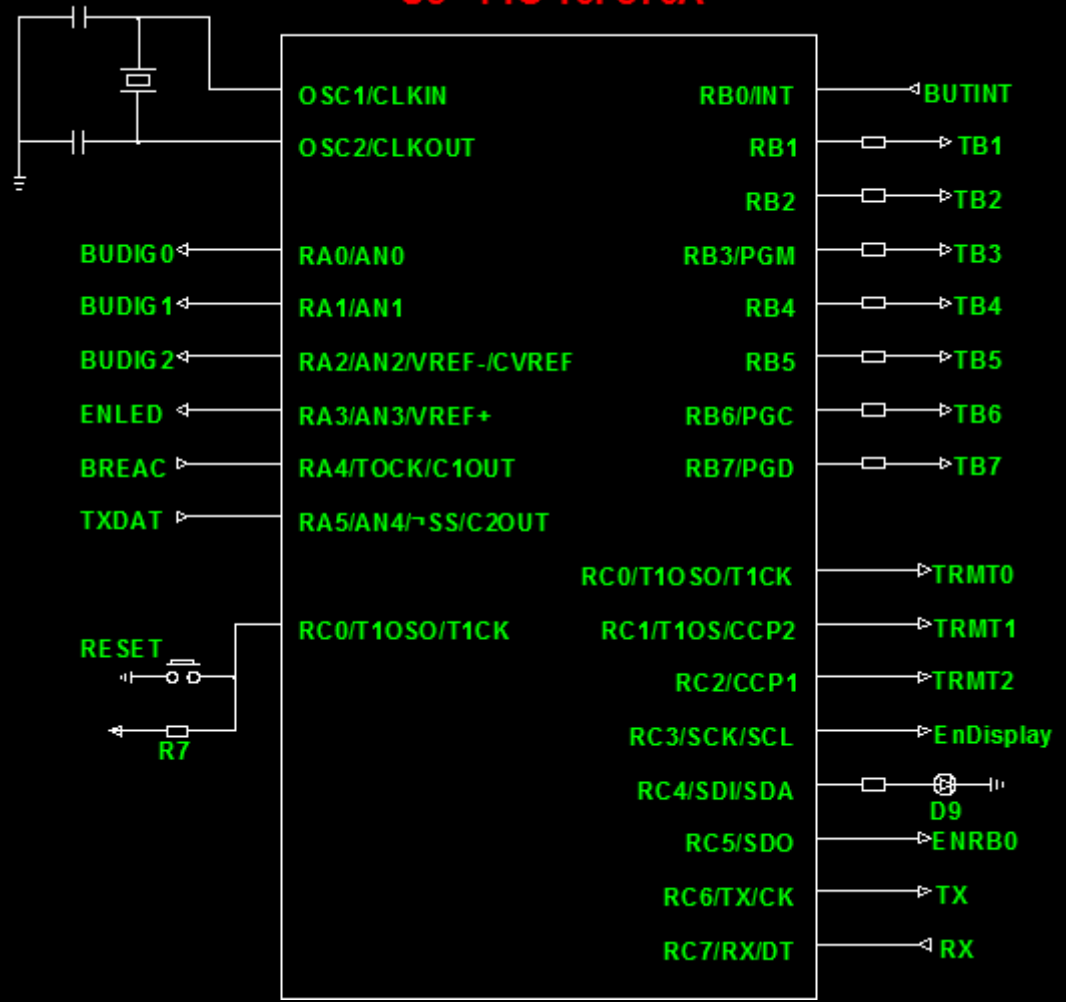 OSC1/CLKIN
RB0/INT
BUTINT
OSC2/CLKOUT
RB1
TB1
RB2
TB2
BUDIG0
RA0/AN0
RB3/PGM
TB3
BUDIG1
RA1/AN1
RB4
TB4
BUDIG2
RA2/AN2/VREF-/CVREF
RB5
TB5
ENLED
RA3/AN3/VREF+
RB6/PGC
TB6
BREAC
RA4/TOCK/C1OUT
RB7/PGD
TB7
TXDAT
RA5/AN4/¬SS/C2OUT
RC0/T1OSO/T1CK
TRMT0
RESET
RC0/T1OSO/T1CK
RC1/T1OS/CCP2
TRMT1
RC2/CCP1
TRMT2
R7
RC3/SCK/SCL
EnDisplay
RC4/SDI/SDA
D9
RC5/SDO
ENRB0
RC6/TX/CK
TX
RC7/RX/DT
RX